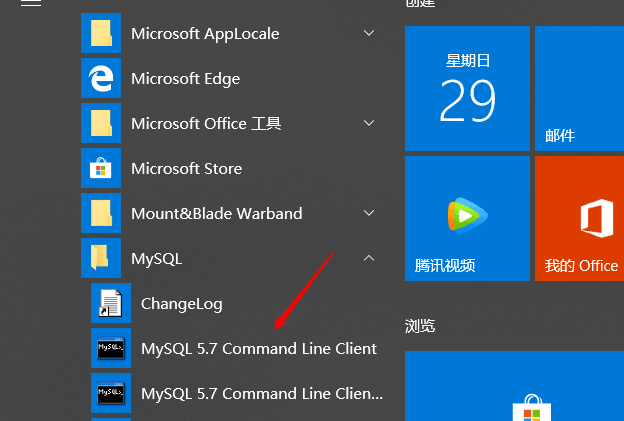 Microsoft AppLocale
Microsoft Edge
Microsoft Office 工具
Microsoft Store
Mount&Blade Warband
MySQL
ChangeLog
MySQL 5.7 Command Line Client
MySQL 5.7 Command Line Clien...
创建
星期日
29
邮件
腾讯视频
我的 Office
浏览